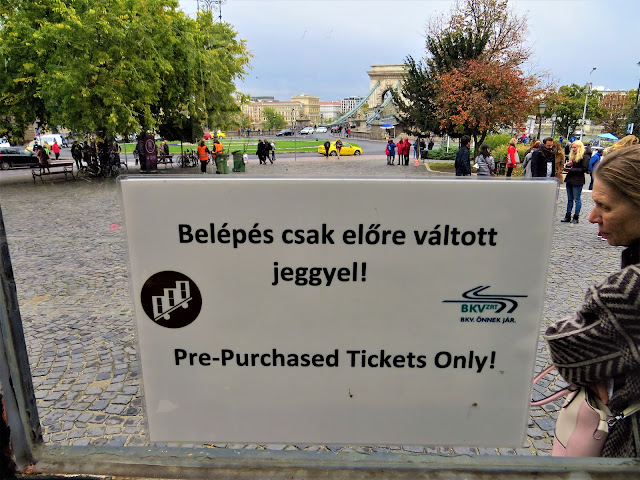 Belépés csak előre váltott
jeggyel!
BKV ZRT
BKV. ÖNNEK JÁR.
Pre-Purchased Tickets Only!